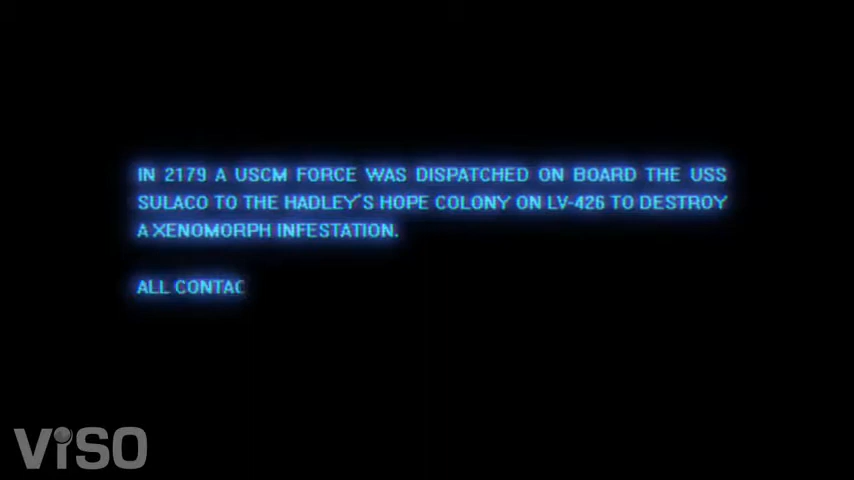 IN 2179 A USCM FORCE WAS DISPATCHED ON BOARD THE USS
SULACO TO THE HADLEY'S HOPE COLONY ON LV-426 TO DESTROY
A XENOMORPH INFESTATION.
ALL CONTAC
ViSO